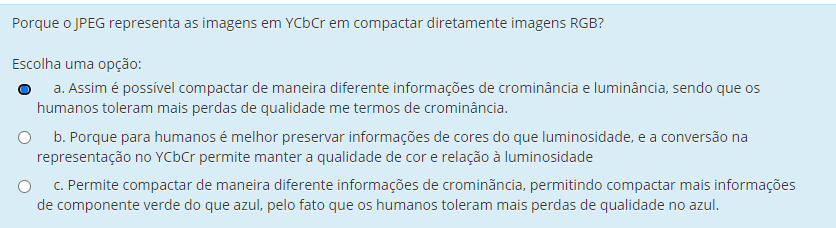 Porque o JPEG representa as imagens em YCbCr em compactar diretamente imagens RGB?
Escolha uma opção:
a. Assim é possível compactar de maneira diferente informações de crominância e luminância, sendo que os
humanos toleram mais perdas de qualidade me termos de crominância.
b. Porque para humanos é melhor preservar informações de cores do que luminosidade, e a conversão na
representação no YCbCr permite manter a qualidade de cor e relação à luminosidade
c. Permite compactar de maneira diferente informações de crominãncia, permitindo compactar mais informações
de componente verde do que azul, pelo fato que os humanos toleram mais perdas de qualidade no azul.